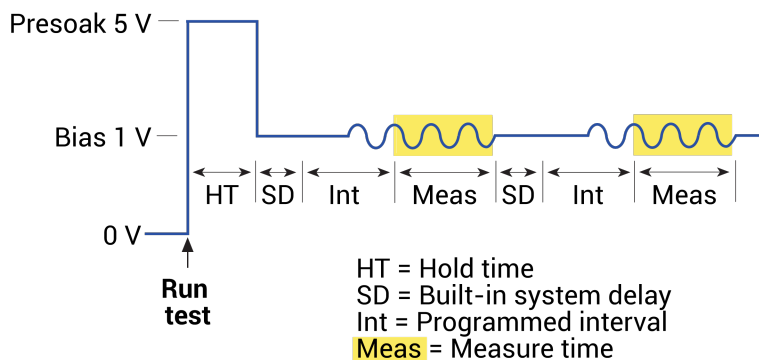 Presoak 5 V
Bias 1 V
HT SD Int Meas SD Int Meas
0 V
Run
test
HT = Hold time
SD = Built-in system delay
Int = Programmed interval
Meas = Measure time